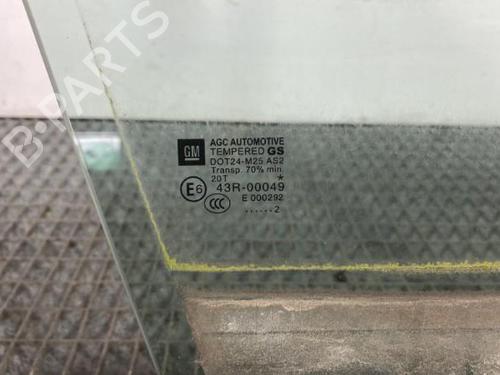 B-PARTS
GM
AGC AUTOMOTIVE
TEMPERED GS
DOT24-M25 AS2
Transp. 70% min.
20T *
E6 43R-00049
CCC E 000292
......2